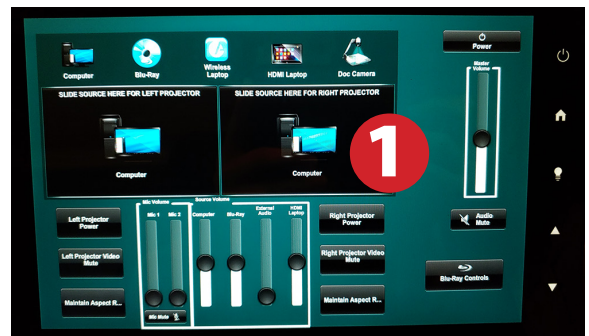 Power
Computer
Blu-Ray
Wireless
Laptop
HDMI Laptop
Doc Camera
Master
Volume
SLIDE SOURCE HERE FOR LEFT PROJECTOR
SLIDE SOURCE HERE FOR RIGHT PROJECTOR
1
Computer
Computer
Mic Volume
Source Volume
Mic 1
Mic 2
Computer
Blu-Ray
External
Audio
HDMI
Laptop
Left Projector
Power
Right Projector
Power
Audio
Mute
Left Projector Video
Mute
Right Projector Video
Mute
Blu-Ray Controls
Maintain Aspect R...
Mic Mute
Maintain Aspect R...